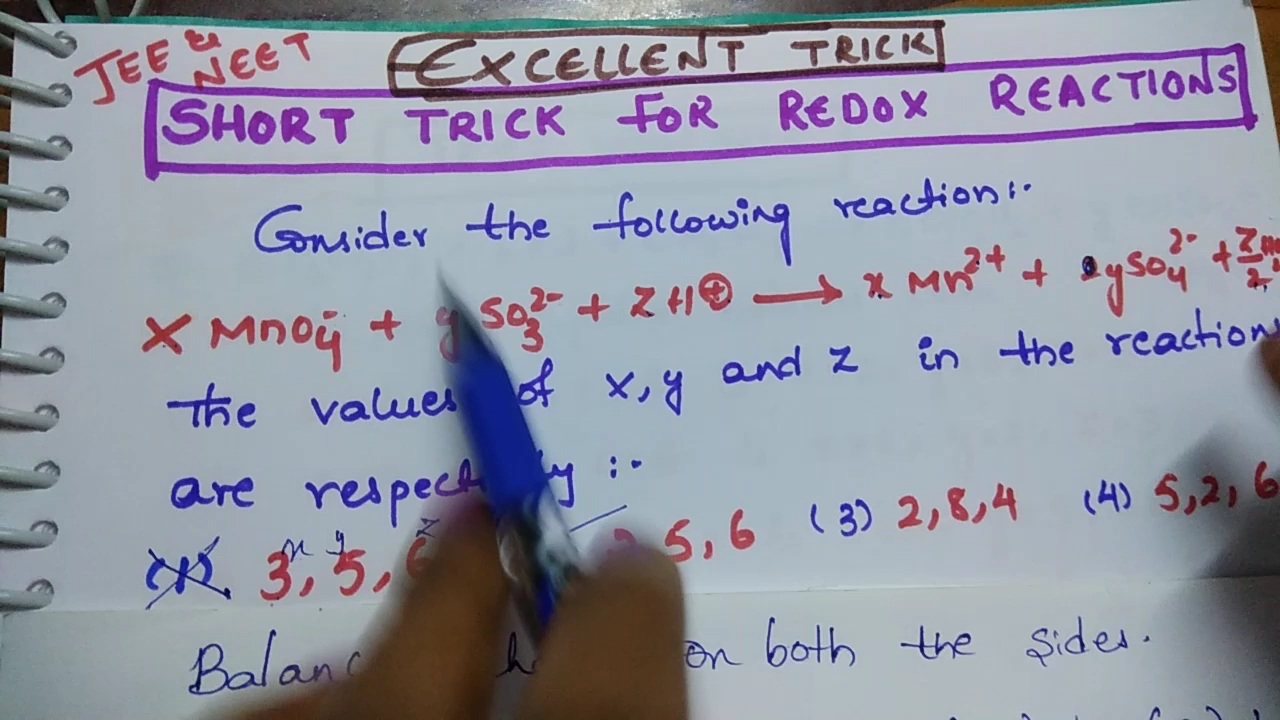 JEE & NEET
EXCELLENT TRICK
SHORT TRICK FOR REDOX REACTIONS
Consider the following reaction:-
x MnO₄⁻ + y SO₃²⁻ + z H⊕ ⟶ x Mn²⁺ + y SO₄²⁻ + z/2
The values of x, y and z in the reaction
are :-
(1) 3, 5, 5, 6 (3) 2, 8, 4 (4) 5, 2, 6
x y z
on both the sides.